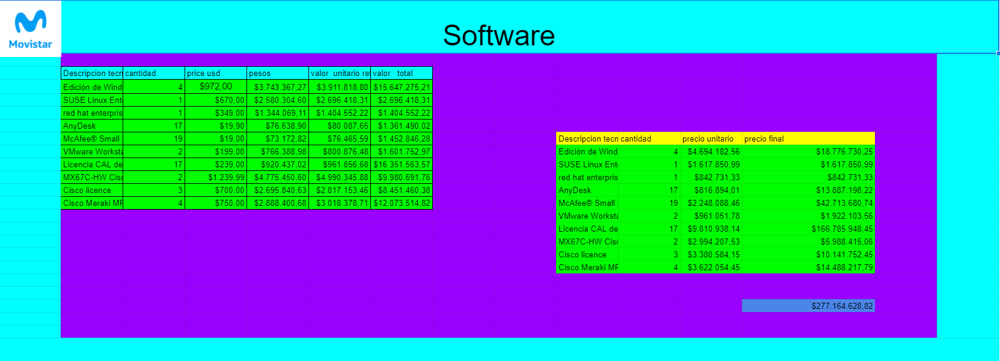 Movistar
Software
Descripcion tecn cantidad price usd pesos valor unitario ref valor total
Edición de Wind 4 $972,00 $3.743.367,27 $3.911.818,80 $15.647.275,21
SUSE Linux Ent 1 $670,00 $2.580.304,60 $2.696.418,31 $2.696.418,31
red hat enterpris 1 $349,00 $1.344.069,11 $1.404.552,22 $1.404.552,22
AnyDesk 17 $19,90 $76.638,90 $80.087,65 $1.361.490,02
McAfee® Small 19 $19,00 $73.172,82 $76.465,59 $1.452.846,28
VMware Worksta 2 $199,00 $766.388,98 $800.876,48 $1.601.752,97
Licencia CAL de 17 $239,00 $920.437,02 $961.856,68 $16.351.563,57
MX67C-HW Cisc 2 $1.239,99 $4.775.450,60 $4.990.345,88 $9.980.691,76
Cisco licence 3 $700,00 $2.695.840,63 $2.817.153,46 $8.451.460,38
Cisco Meraki MR 4 $750,00 $2.888.400,68 $3.018.378,71 $12.073.514,82
Descripcion tecn cantidad precio unitario precio final
Edición de Wind 4 $4.694.182,56 $18.776.730,25
SUSE Linux Ent 1 $1.617.850,99 $1.617.850,99
red hat enterpris 1 $842.731,33 $842.731,33
AnyDesk 17 $816.894,01 $13.887.198,22
McAfee® Small 19 $2.248.088,46 $42.713.680,74
VMware Worksta 2 $961.051,78 $1.922.103,56
Licencia CAL de 17 $9.810.938,14 $166.785.948,45
MX67C-HW Cisc 2 $2.994.207,53 $5.988.415,06
Cisco licence 3 $3.380.584,15 $10.141.752,45
Cisco Meraki MR 4 $3.622.054,45 $14.488.217,79
$277.164.628,82